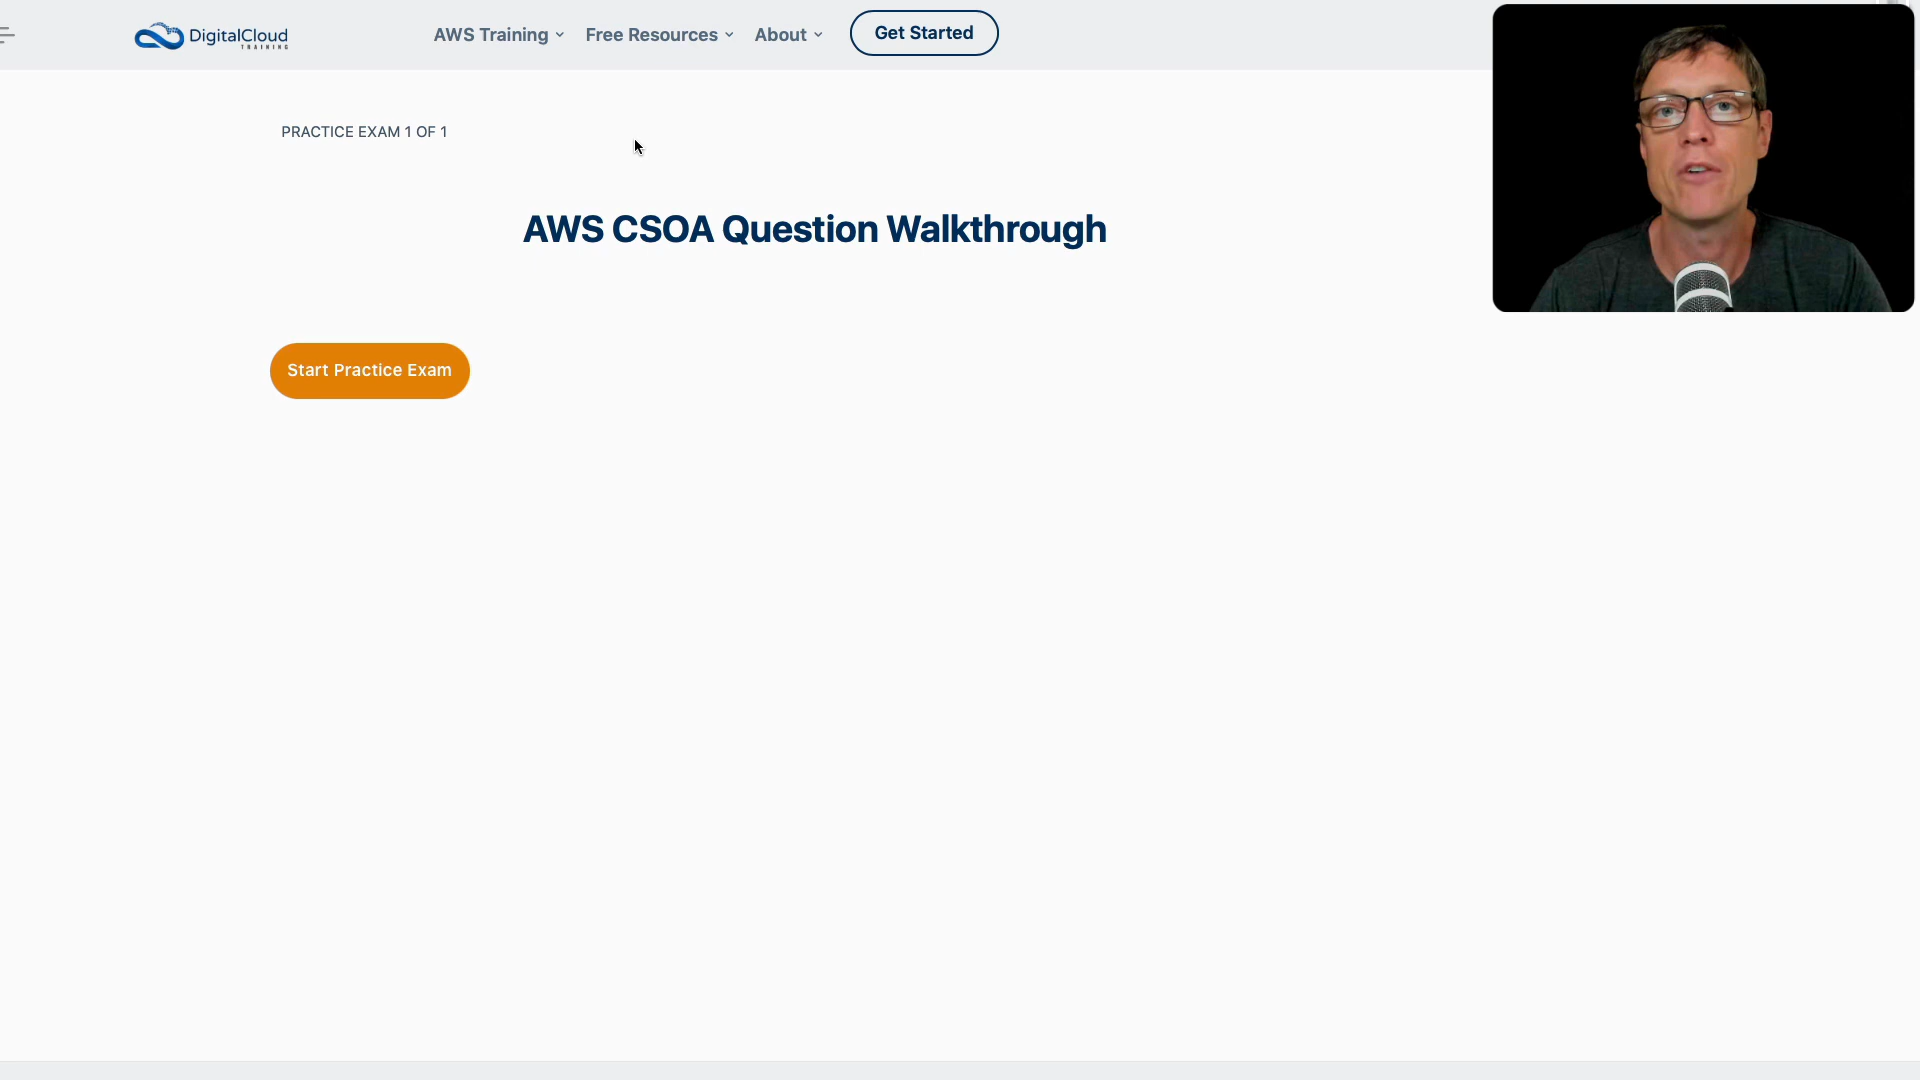 DigitalCloud
TRAINING
AWS Training
Free Resources
About
Get Started
PRACTICE EXAM 1 OF 1
AWS CSOA Question Walkthrough
Start Practice Exam